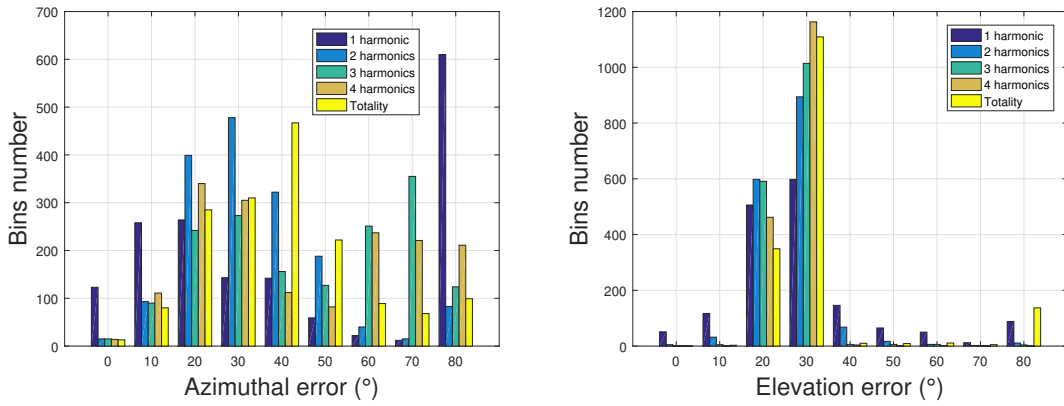 700
600
500
400
300
200
100
0
Bins number
0 10 20 30 40 50 60 70 80
Azimuthal error (°)
1 harmonic
2 harmonics
3 harmonics
4 harmonics
Totality
1200
1000
800
600
400
200
0
Bins number
0 10 20 30 40 50 60 70 80
Elevation error (°)
1 harmonic
2 harmonics
3 harmonics
4 harmonics
Totality